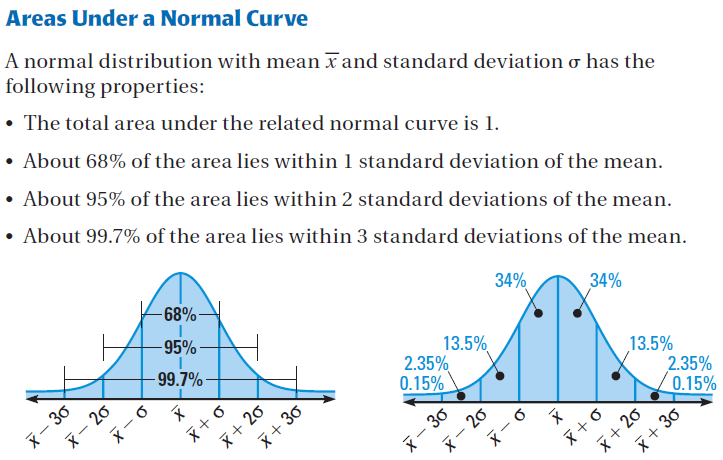 Areas Under a Normal Curve
A normal distribution with mean x̅ and standard deviation σ has the
following properties:
• The total area under the related normal curve is 1.
• About 68% of the area lies within 1 standard deviation of the mean.
• About 95% of the area lies within 2 standard deviations of the mean.
• About 99.7% of the area lies within 3 standard deviations of the mean.
68%
95%
99.7%
x̅ − 3σ
x̅ − 2σ
x̅ − σ
x̅
x̅ + σ
x̅ + 2σ
x̅ + 3σ
34%
34%
13.5%
13.5%
2.35%
2.35%
0.15%
0.15%
x̅ − 3σ
x̅ − 2σ
x̅ − σ
x̅
x̅ + σ
x̅ + 2σ
x̅ + 3σ